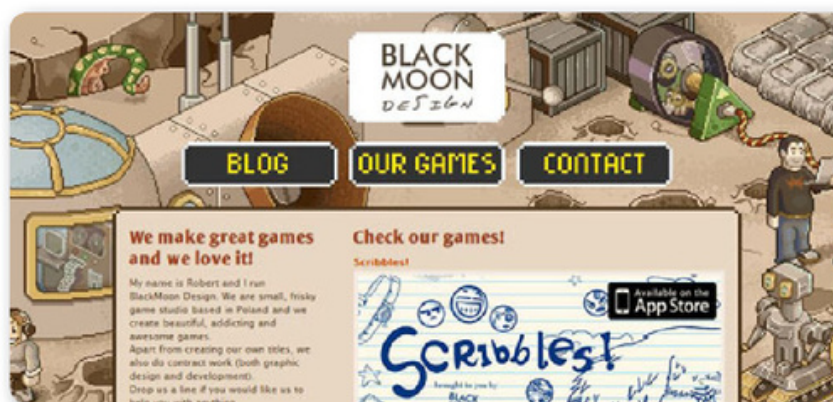 BLACK
MOON
DESIGN
BLOG
OUR GAMES
CONTACT
We make great games
and we love it!
My name is Robert and I run
BlackMoon Design. We are small, frisky
game studio based in Poland and we
create beautiful, addicting and
awesome games.
Apart from creating our own titles, we
also do contract work (both graphic
design and development).
Drop us a line if you would like us to
help you with anything
Check our games!
Scribbles!
Available on the
App Store
SCRIbbLes!
brought to you by
BLACK